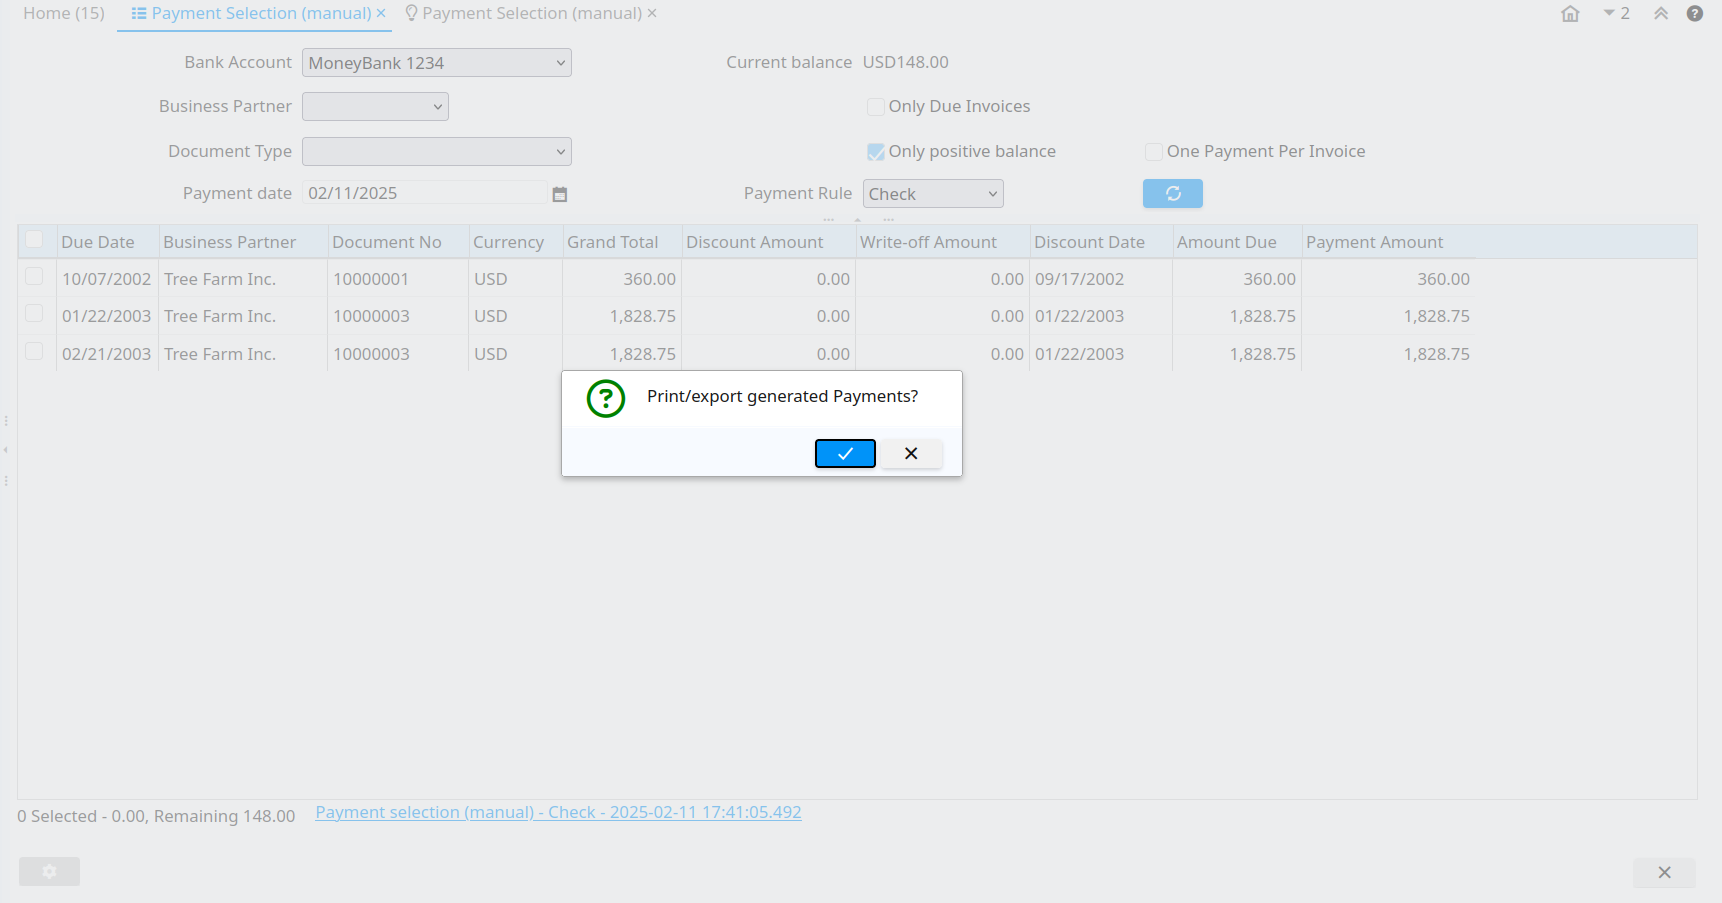 Home (15) Payment Selection (manual) × Payment Selection (manual) × 2
Bank Account MoneyBank 1234 Current balance USD148.00
Business Partner Only Due Invoices
Document Type Only positive balance One Payment Per Invoice
Payment date 02/11/2025 Payment Rule Check
Due Date Business Partner Document No Currency Grand Total Discount Amount Write-off Amount Discount Date Amount Due Payment Amount
10/07/2002 Tree Farm Inc. 10000001 USD 360.00 0.00 0.00 09/17/2002 360.00 360.00
01/22/2003 Tree Farm Inc. 10000003 USD 1,828.75 0.00 0.00 01/22/2003 1,828.75 1,828.75
02/21/2003 Tree Farm Inc. 10000003 USD 1,828.75 0.00 0.00 01/22/2003 1,828.75 1,828.75
Print/export generated Payments?
0 Selected - 0.00, Remaining 148.00 Payment selection (manual) - Check - 2025-02-11 17:41:05.492